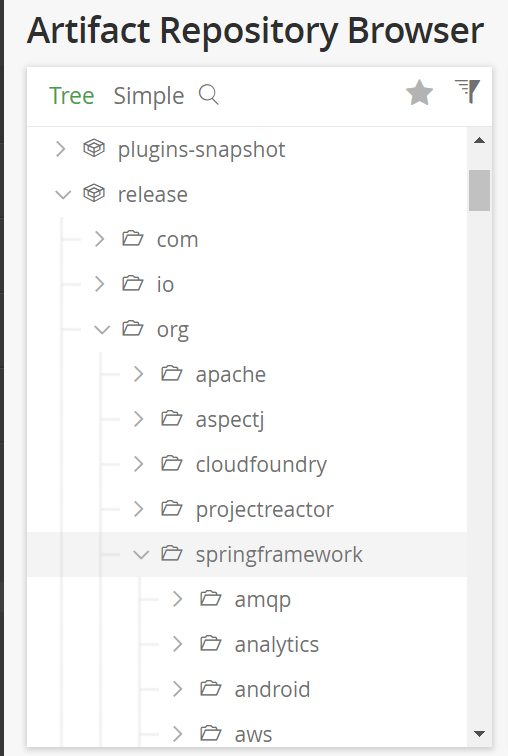 Artifact Repository Browser
Tree Simple
plugins-snapshot
release
com
io
org
apache
aspectj
cloudfoundry
projectreactor
springframework
amqp
analytics
android
aws